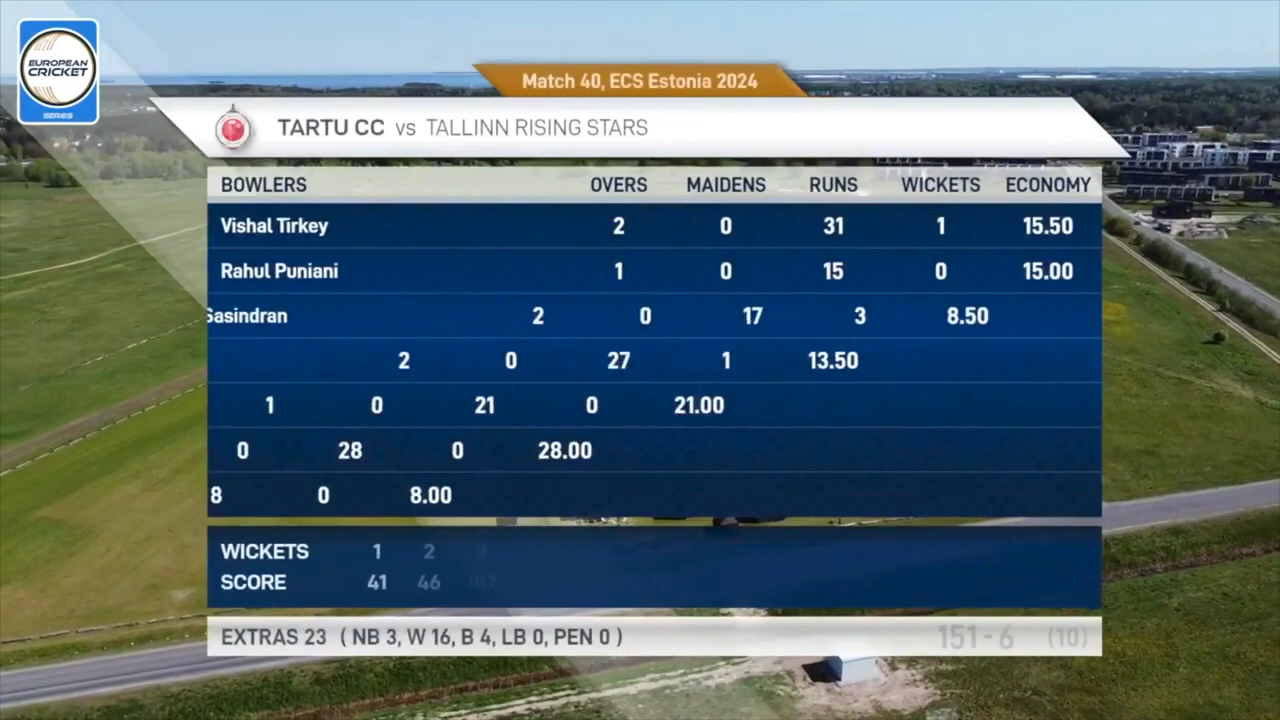 EUROPEAN
CRICKET
SERIES
Match 40, ECS Estonia 2024
TARTU CC vs TALLINN RISING STARS
BOWLERS OVERS MAIDENS RUNS WICKETS ECONOMY
Vishal Tirkey 2 0 31 1 15.50
Rahul Puniani 1 0 15 0 15.00
Sasindran 2 0 17 3 8.50
2 0 27 1 13.50
1 0 21 0 21.00
0 28 0 28.00
8 0 8.00
WICKETS 1 2 3
SCORE 41 46
EXTRAS 23 ( NB 3, W 16, B 4, LB 0, PEN 0 ) 151 - 6 (10)